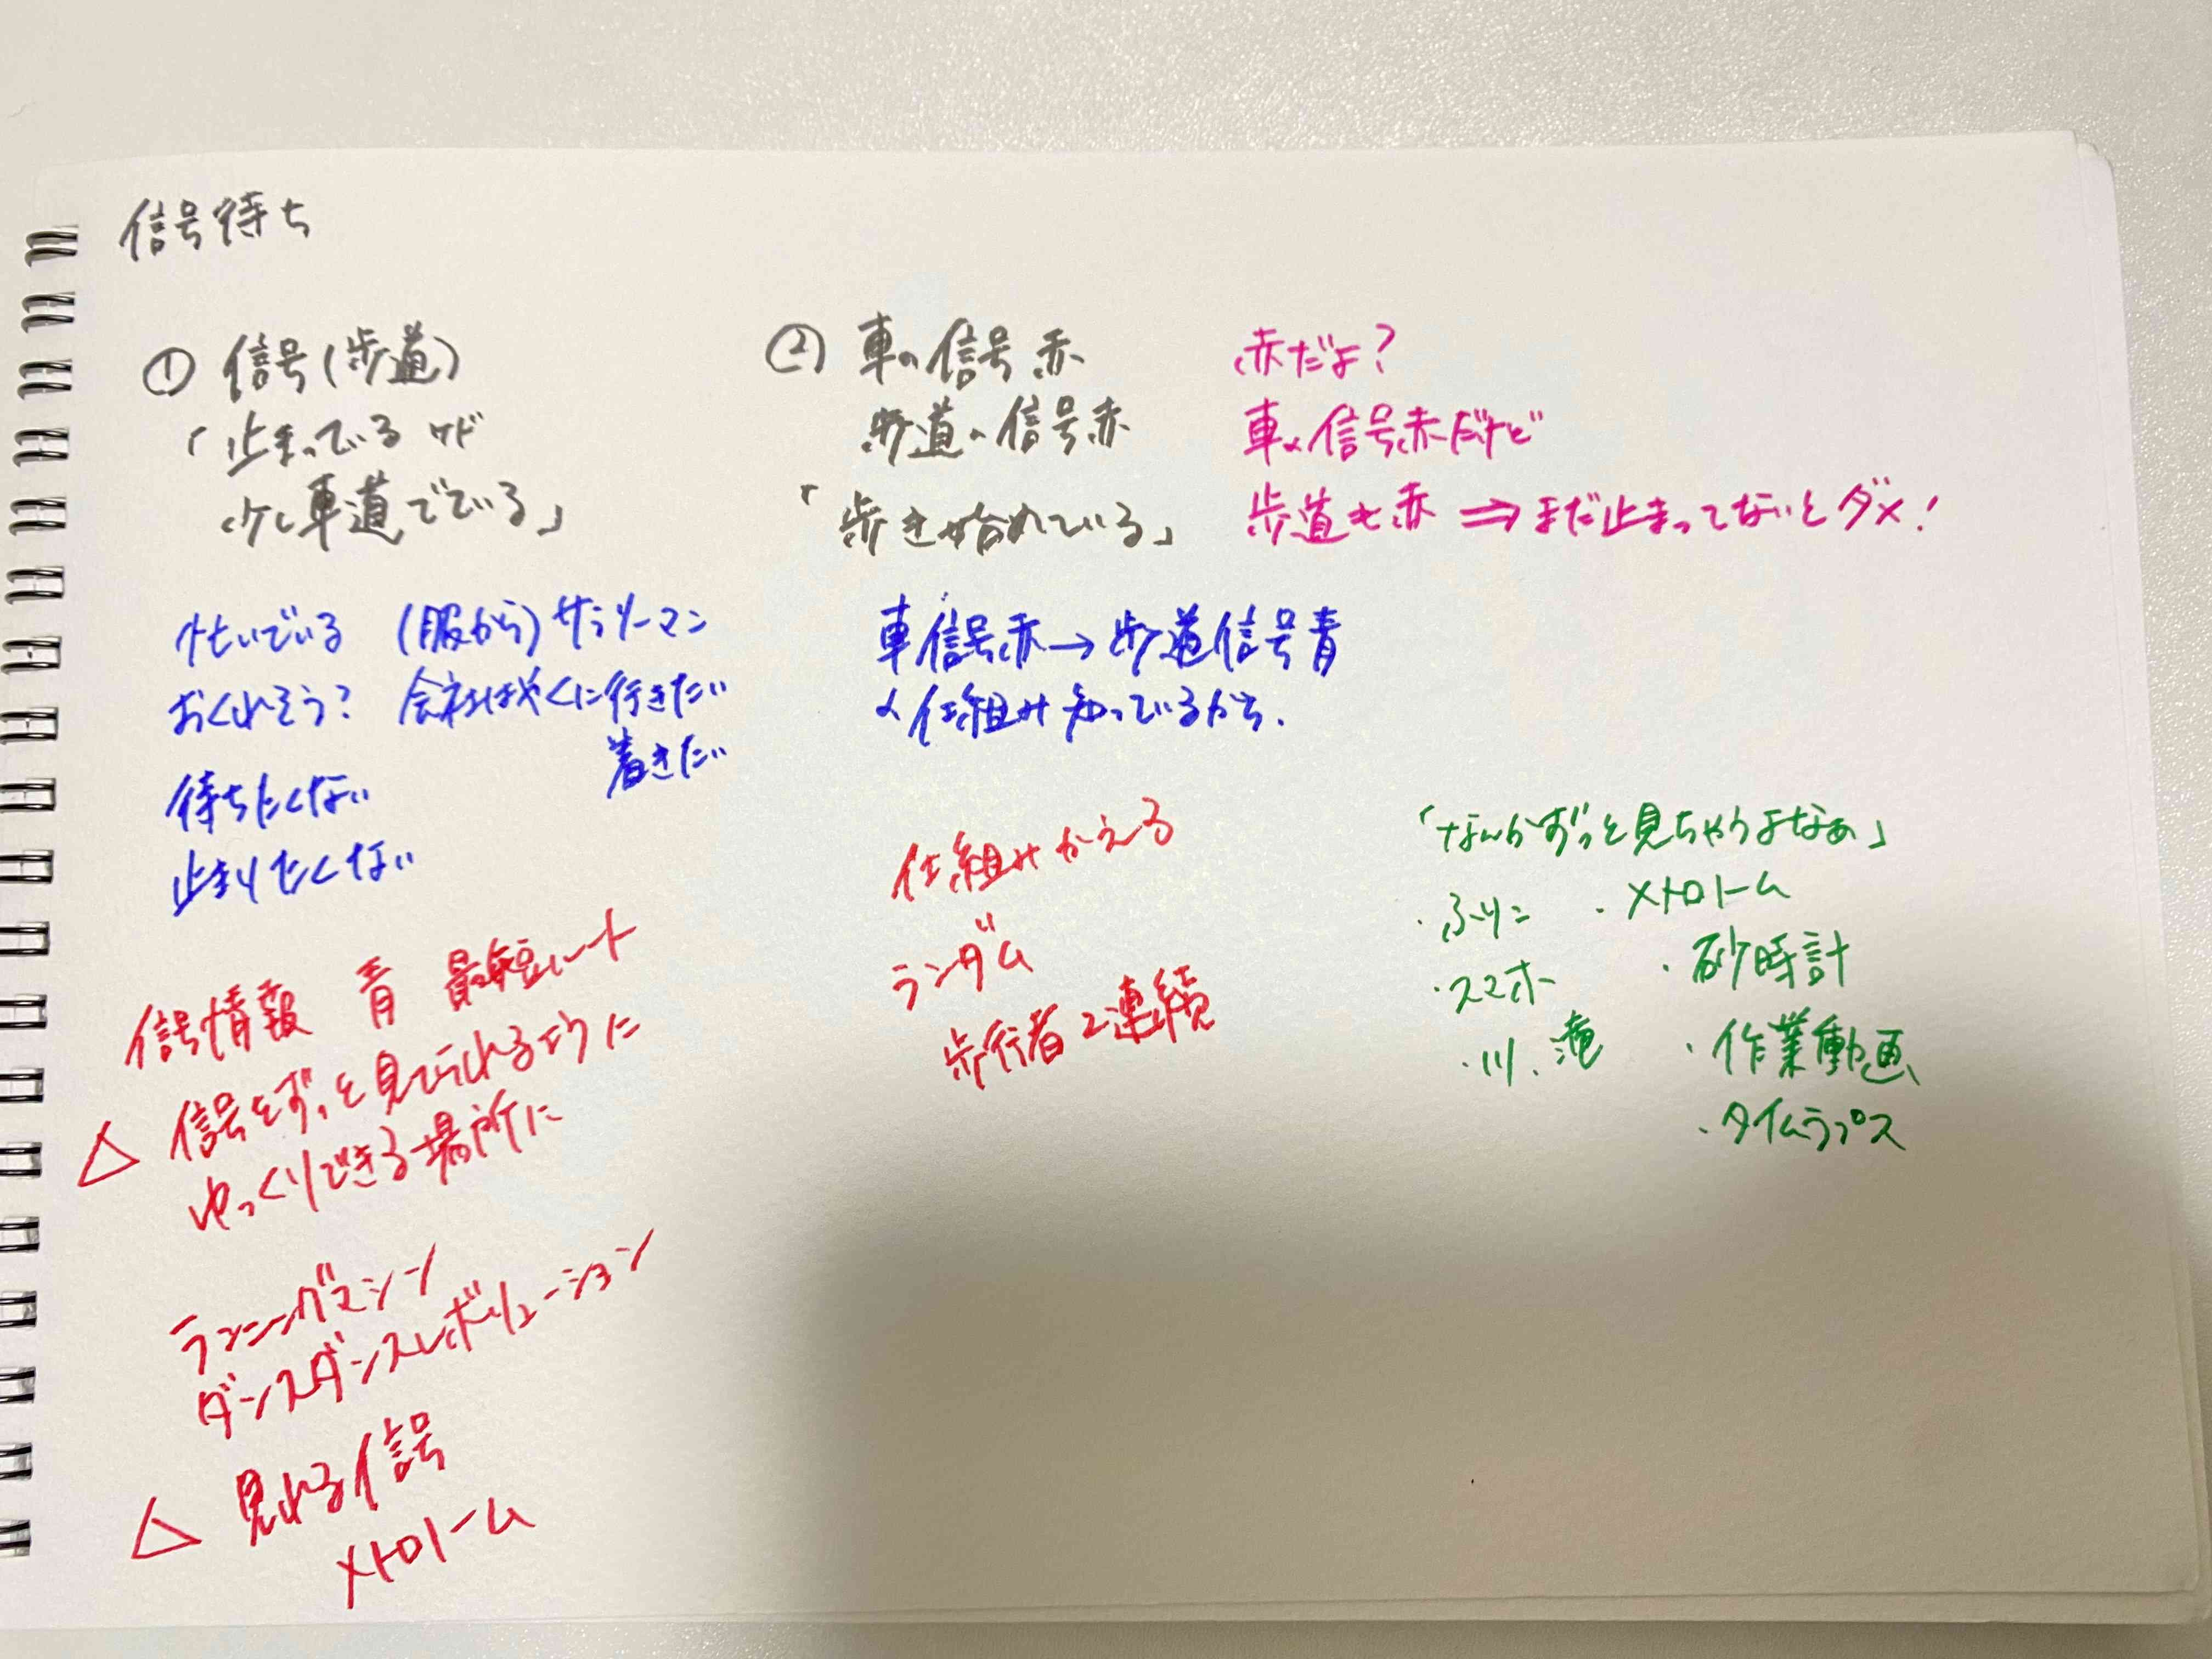 信号待ち
① 信号(歩道)
「止まっているけど
少し車道でている」
忙いでいる (服から)サラリーマン
おくれそう? 会社はやくに行きたい
着きたい
待ちたくない
止まりたくない
信号情報 青 最短ルート
△ 信号をずっと見てられるように
ゆっくりできる場所に
ランニングマシン
ダンスダンスレボリューション
△ 見れる信号
メトロノーム
② 車の信号 赤
歩道の信号赤
「歩き始めている」
赤だよ?
車の信号赤だけど
歩道も赤 ⇒ まだ止まってないとダメ!
車信号赤→歩道信号青
の仕組み知っているから.
仕組みかえる
ランダム
歩行者2連続
「なんかずっと見ちゃうよなぁ」
・ふりこ ・メトロノーム
・スマホ ・砂時計
・川、滝 ・作業動画
・タイムラプス